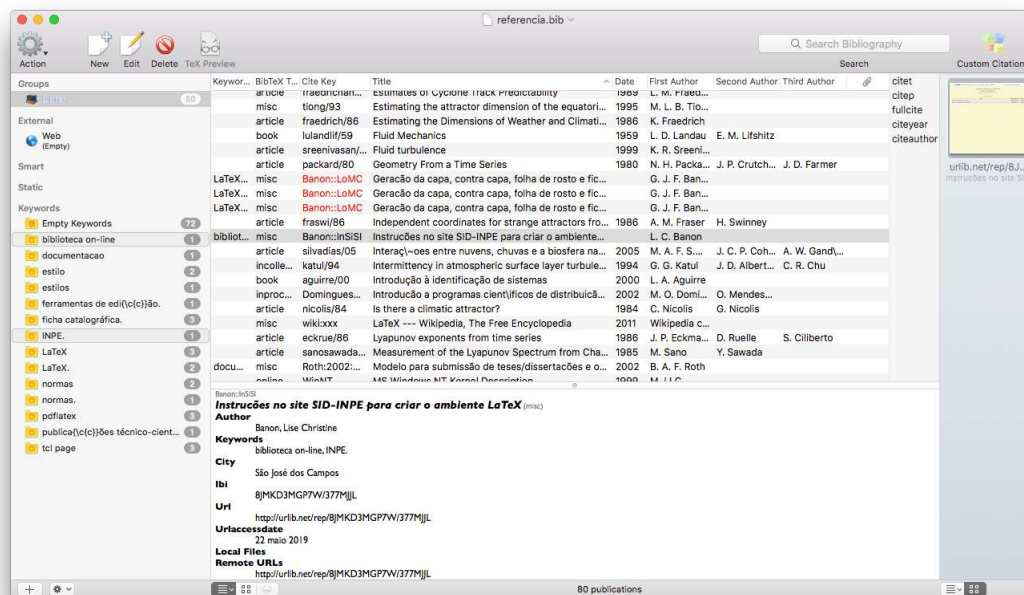 referencia.bib
Action New Edit Delete TeX Preview
Search Bibliography
Search
Custom Citation
Groups
80
External
Web
(Empty)
Smart
Static
Keywords
Empty Keywords 72
biblioteca on-line 1
documentacao 1
estilo 2
estilos 1
ferramentas de edi{\c{c}}ão. 1
ficha catalográfica. 3
INPE. 1
LaTeX 3
LaTeX. 2
normas 2
normas. 1
pdflatex 3
publica{\c{c}}ões técnico-cient... 1
tcl page 3
Keywor... BibTeX T... Cite Key Title Date First Author Second Author Third Author
article fraedrichan... Estimates of Cyclone Track Predictability 1989 L. M. Fraed...
misc tiong/93 Estimating the attractor dimension of the equatori... 1995 M. L. B. Tio...
article fraedrich/86 Estimating the Dimensions of Weather and Climati... 1986 K. Fraedrich
book lulandlif/59 Fluid Mechanics 1959 L. D. Landau E. M. Lifshitz
article sreenivasan/... Fluid turbulence 1999 K. R. Sreeni...
article packard/80 Geometry From a Time Series 1980 N. H. Packa... J. P. Crutch... J. D. Farmer
LaTeX... misc Banon::LoMC Geracão da capa, contra capa, folha de rosto e fic... G. J. F. Ban...
LaTeX... misc Banon::LoMC Geracão da capa, contra capa, folha de rosto e fic... G. J. F. Ban...
LaTeX... misc Banon::LoMC Geracão da capa, contra capa, folha de rosto e fic... G. J. F. Ban...
article fraswi/86 Independent coordinates for strange attractors fro... 1986 A. M. Fraser H. Swinney
bibliot... misc Banon::InSiSI Instrucões no site SID-INPE para criar o ambiente... L. C. Banon
article silvadias/05 Interaç\~oes entre nuvens, chuvas e a biosfera na... 2005 M. A. F. S.... J. C. P. Coh... A. W. Gand\...
incolle... katul/94 Intermittency in atmospheric surface layer turbule... 1994 G. G. Katul J. D. Albert... C. R. Chu
book aguirre/00 Introdução à identificação de sistemas 2000 L. A. Aguirre
inproc... Domingues... Introducão a programas cient\ificos de distribuicã... 2002 M. O. Domi... O. Mendes...
article nicolis/84 Is there a climatic attractor? 1984 C. Nicolis G. Nicolis
misc wiki:xxx LaTeX --- Wikipedia, The Free Encyclopedia 2011 Wikipedia c...
article eckrue/86 Lyapunov exponents from time series 1986 J. P. Eckma... D. Ruelle S. Ciliberto
article sanosawada... Measurement of the Lyapunov Spectrum from Cha... 1985 M. Sano Y. Sawada
docu... misc Roth:2002:... Modelo para submissão de teses/dissertacões e o... 2002 B. A. F. Roth
online WinNT MS Windows NT Kernel Description 1999
citet
citep
fullcite
citeyear
citeauthor
urlib.net/rep/8J...
Instrucões no site SI
Banon::InSiSI
Instrucões no site SID-INPE para criar o ambiente LaTeX (misc)
Author
Banon, Lise Christine
Keywords
biblioteca on-line, INPE.
City
São José dos Campos
Ibi
8JMKD3MGP7W/377MJJL
Url
http://urlib.net/rep/8JMKD3MGP7W/377MJJL
Urlaccessdate
22 maio 2019
Local Files
Remote URLs
http://urlib.net/rep/8JMKD3MGP7W/377MJJL
80 publications